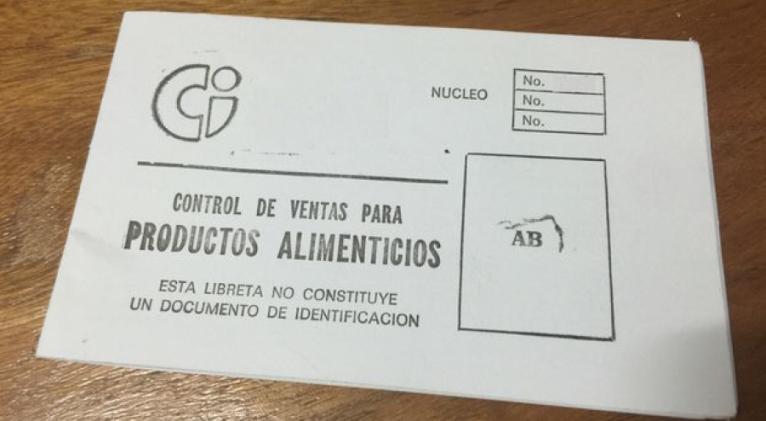 Ci
NUCLEO
No.
No.
No.
CONTROL DE VENTAS PARA
PRODUCTOS ALIMENTICIOS
ESTA LIBRETA NO CONSTITUYE
UN DOCUMENTO DE IDENTIFICACION
AB